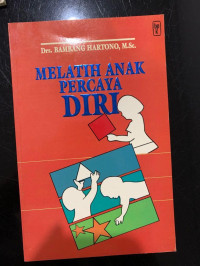 Drs. BAMBANG HARTONO, M.Sc.
MELATIH ANAK
PERCAYA
DIRI